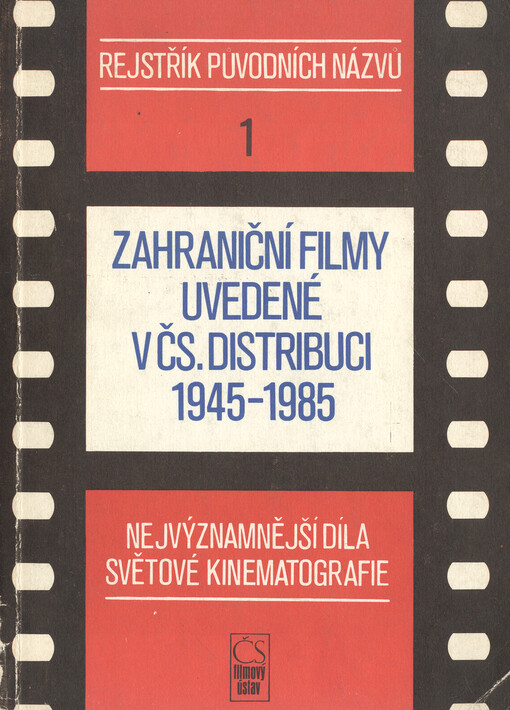 REJSTŘÍK PŮVODNÍCH NÁZVŮ
1
ZAHRANIČNÍ FILMY
UVEDENÉ
V ČS. DISTRIBUCI
1945-1985
NEJVÝZNAMNĚJŠÍ DÍLA
SVĚTOVÉ KINEMATOGRAFIE
ČS
filmový
ústav